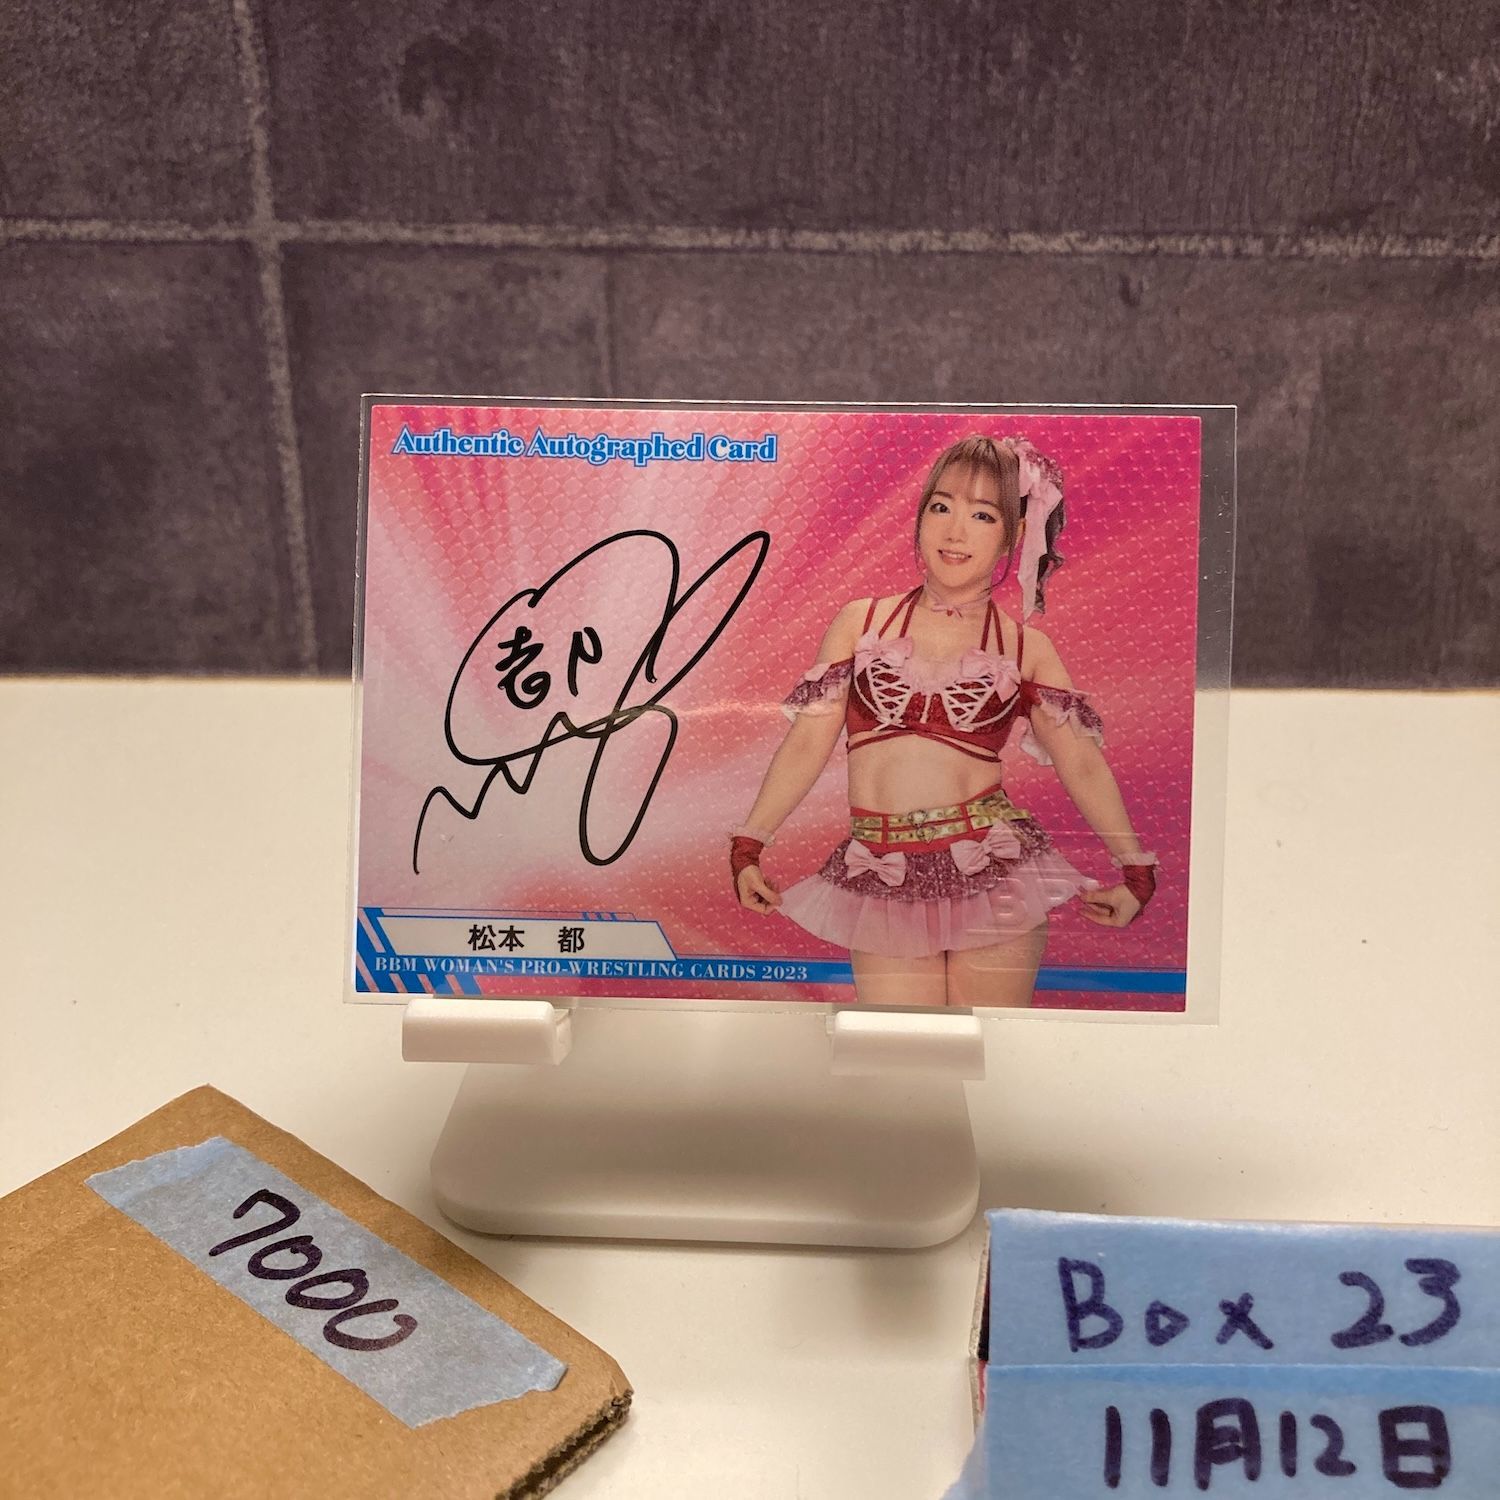 Authentic Autographed Card
都
松本 都
BBM WOMAN'S PRO-WRESTLING CARDS 2023
7000
Box 23
11月12日